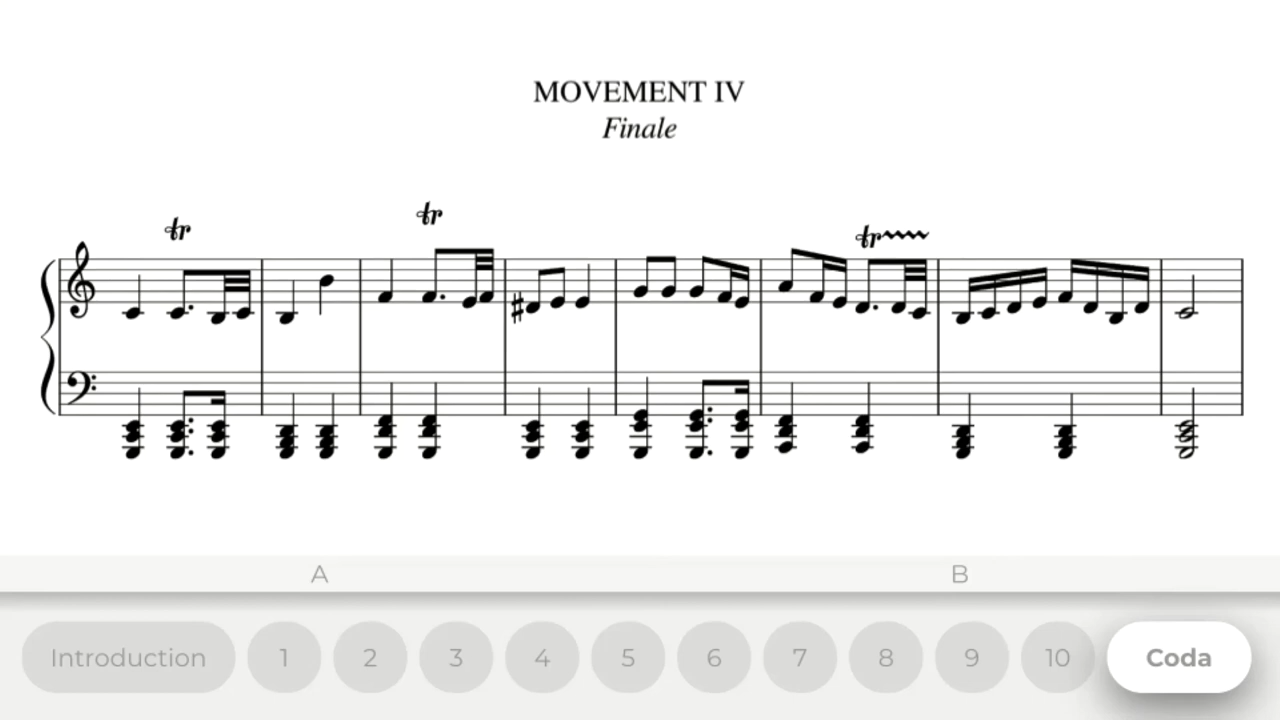 MOVEMENT IV
Finale
tr tr tr
A B
Introduction 1 2 3 4 5 6 7 8 9 10 Coda